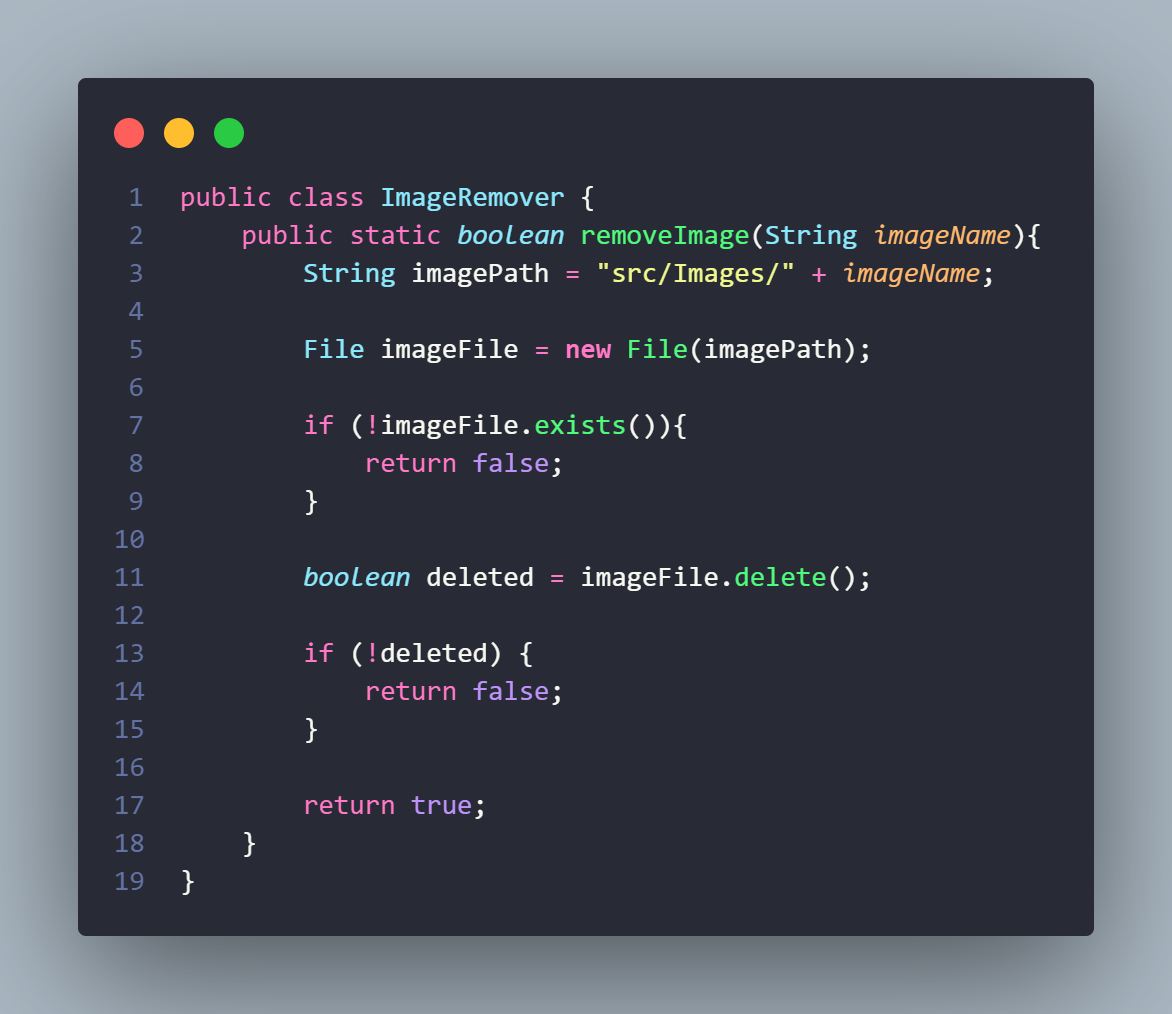 1 public class ImageRemover {
2     public static boolean removeImage(String imageName){
3         String imagePath = "src/Images/" + imageName;
4
5         File imageFile = new File(imagePath);
6
7         if (!imageFile.exists()){
8             return false;
9         }
10
11         boolean deleted = imageFile.delete();
12
13         if (!deleted) {
14             return false;
15         }
16
17         return true;
18     }
19 }